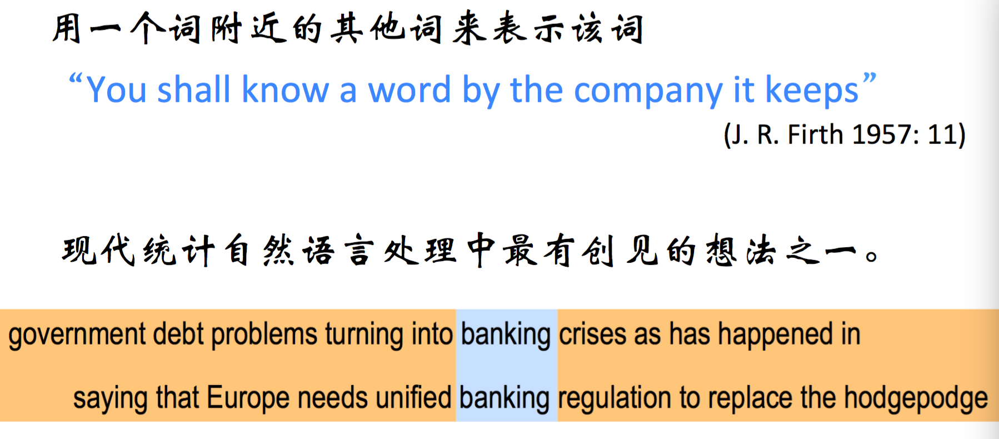 用一个词附近的其他词来表示该词
“You shall know a word by the company it keeps”
(J. R. Firth 1957: 11)
现代统计自然语言处理中最有创见的想法之一。
government debt problems turning into banking crises as has happened in
saying that Europe needs unified banking regulation to replace the hodgepodge